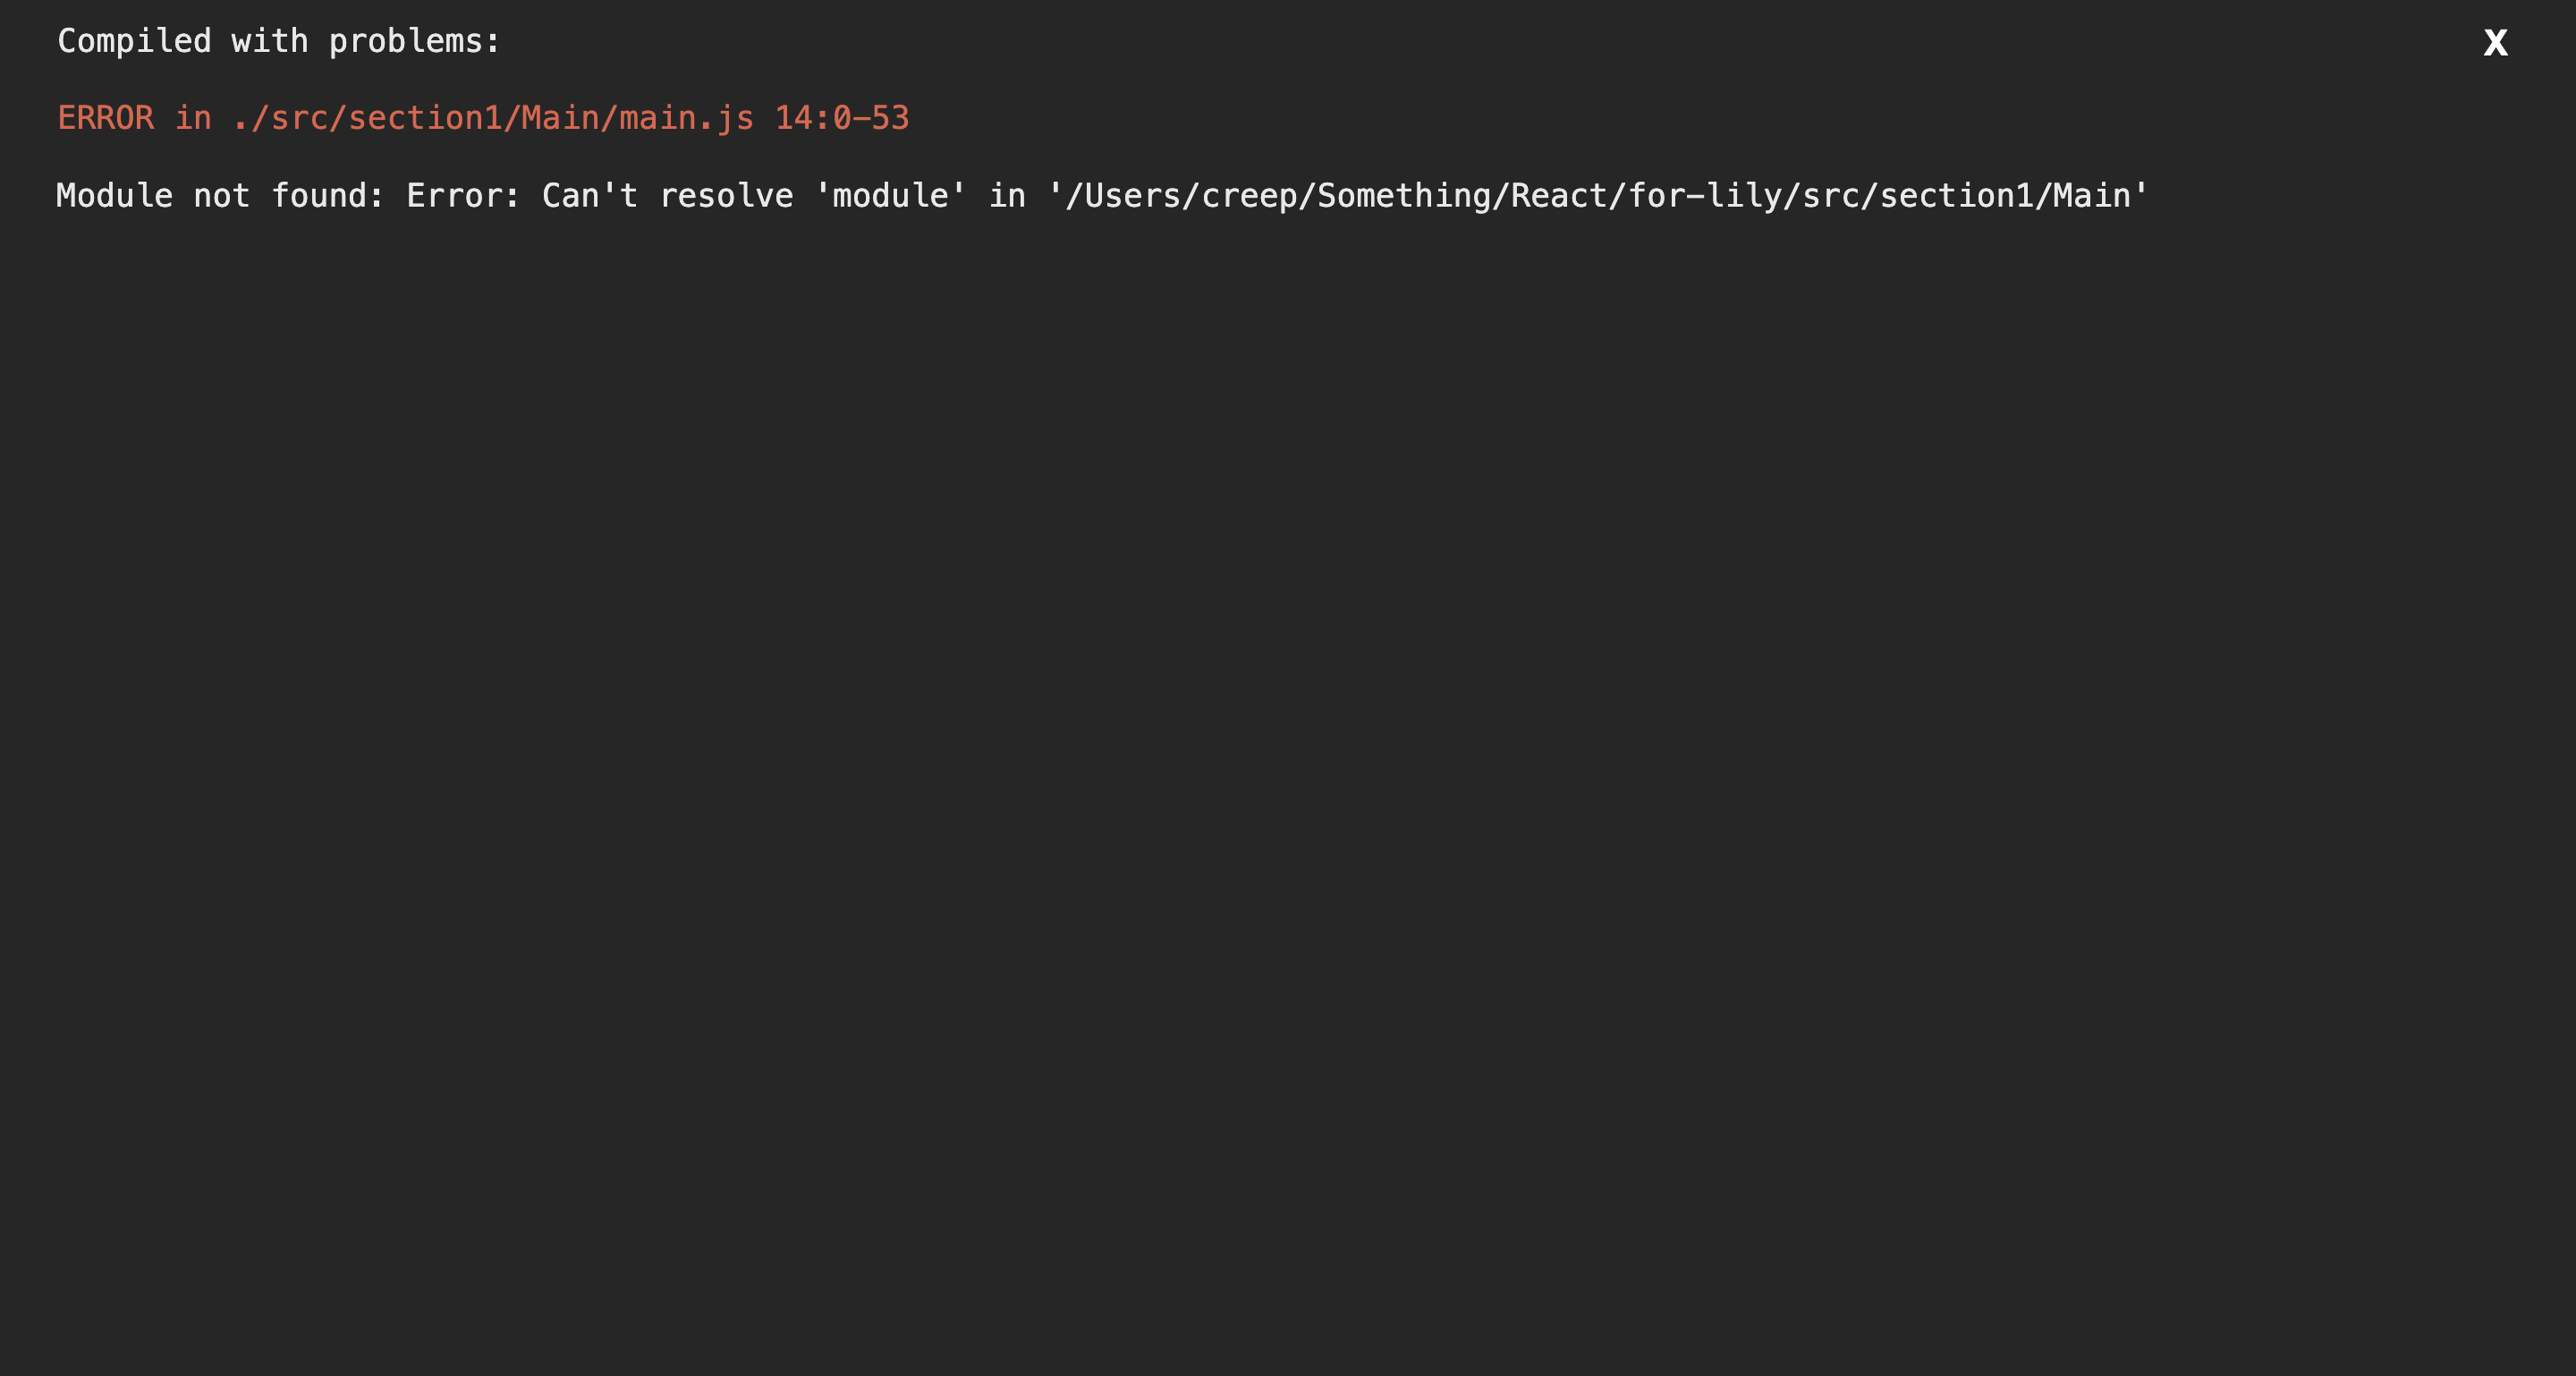 Compiled with problems:
X
ERROR in ./src/section1/Main/main.js 14:0-53
Module not found: Error: Can't resolve 'module' in '/Users/creep/Something/React/for-lily/src/section1/Main'